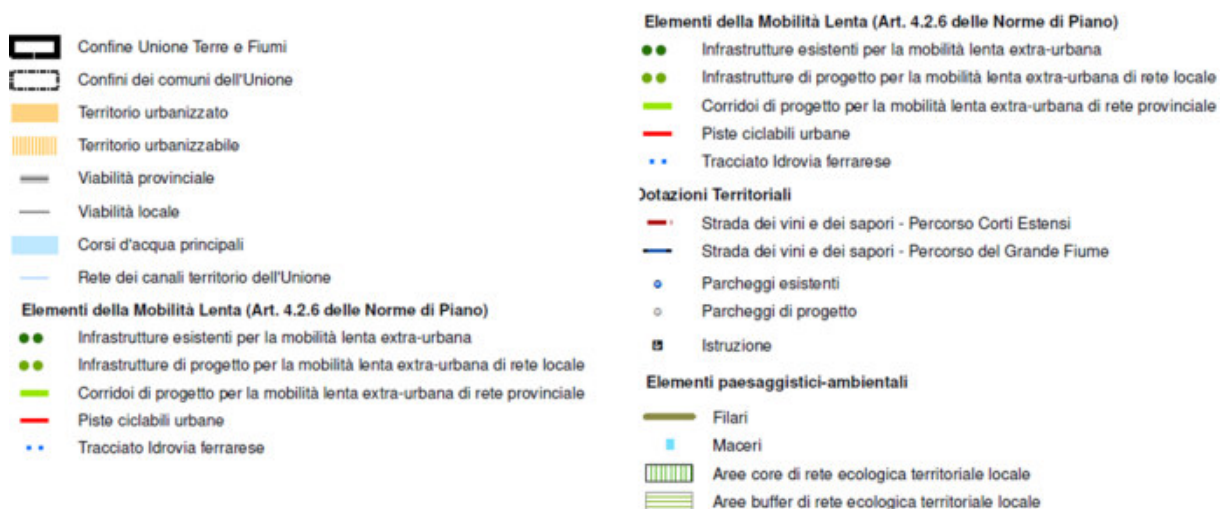 Confine Unione Terre e Fiumi
Confini dei comuni dell'Unione
Territorio urbanizzato
Territorio urbanizzabile
Viabilità provinciale
Viabilità locale
Corsi d'acqua principali
Rete dei canali territorio dell'Unione
Elementi della Mobilità Lenta (Art. 4.2.6 delle Norme di Piano)
Infrastrutture esistenti per la mobilità lenta extra-urbana
Infrastrutture di progetto per la mobilità lenta extra-urbana di rete locale
Corridoi di progetto per la mobilità lenta extra-urbana di rete provinciale
Piste ciclabili urbane
Tracciato Idrovia ferrarese
Elementi della Mobilità Lenta (Art. 4.2.6 delle Norme di Piano)
Infrastrutture esistenti per la mobilità lenta extra-urbana
Infrastrutture di progetto per la mobilità lenta extra-urbana di rete locale
Corridoi di progetto per la mobilità lenta extra-urbana di rete provinciale
Piste ciclabili urbane
Tracciato Idrovia ferrarese
Dotazioni Territoriali
Strada dei vini e dei sapori - Percorso Corti Estensi
Strada dei vini e dei sapori - Percorso del Grande Fiume
Parcheggi esistenti
Parcheggi di progetto
Istruzione
Elementi paesaggistici-ambientali
Filari
Maceri
Aree core di rete ecologica territoriale locale
Aree buffer di rete ecologica territoriale locale